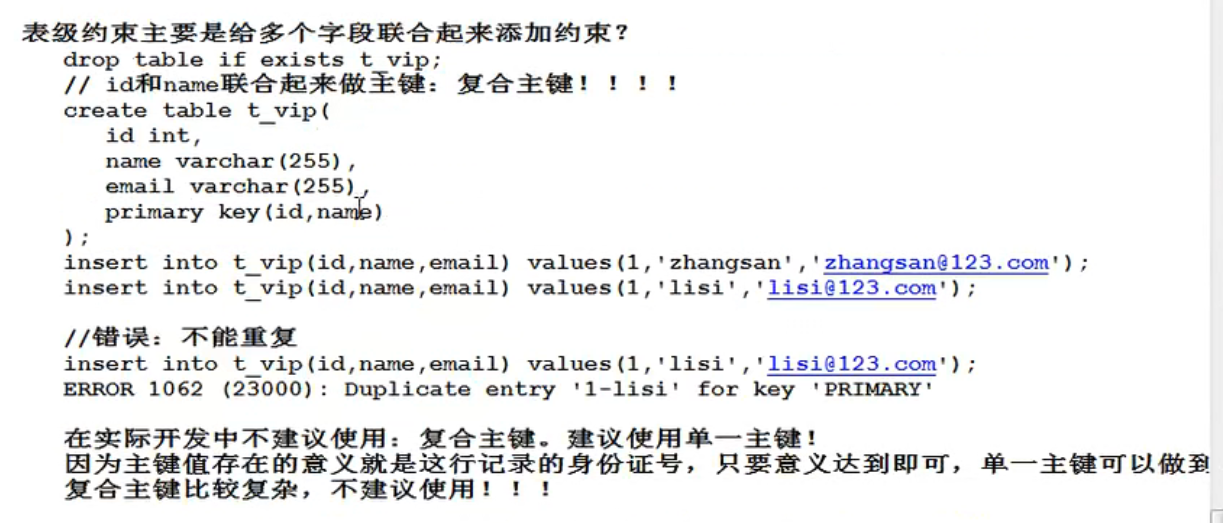 表级约束主要是给多个字段联合起来添加约束？
drop table if exists t_vip;
// id和name联合起来做主键：复合主键！！！！
create table t_vip(
id int,
name varchar(255),
email varchar(255),
primary key(id,name)
);
insert into t_vip(id,name,email) values(1,'zhangsan','zhangsan@123.com');
insert into t_vip(id,name,email) values(1,'lisi','lisi@123.com');
//错误：不能重复
insert into t_vip(id,name,email) values(1,'lisi','lisi@123.com');
ERROR 1062 (23000): Duplicate entry '1-lisi' for key 'PRIMARY'
在实际开发中不建议使用：复合主键。建议使用单一主键！
因为主键值存在的意义就是这行记录的身份证号，只要意义达到即可，单一主键可以做到
复合主键比较复杂，不建议使用！！！